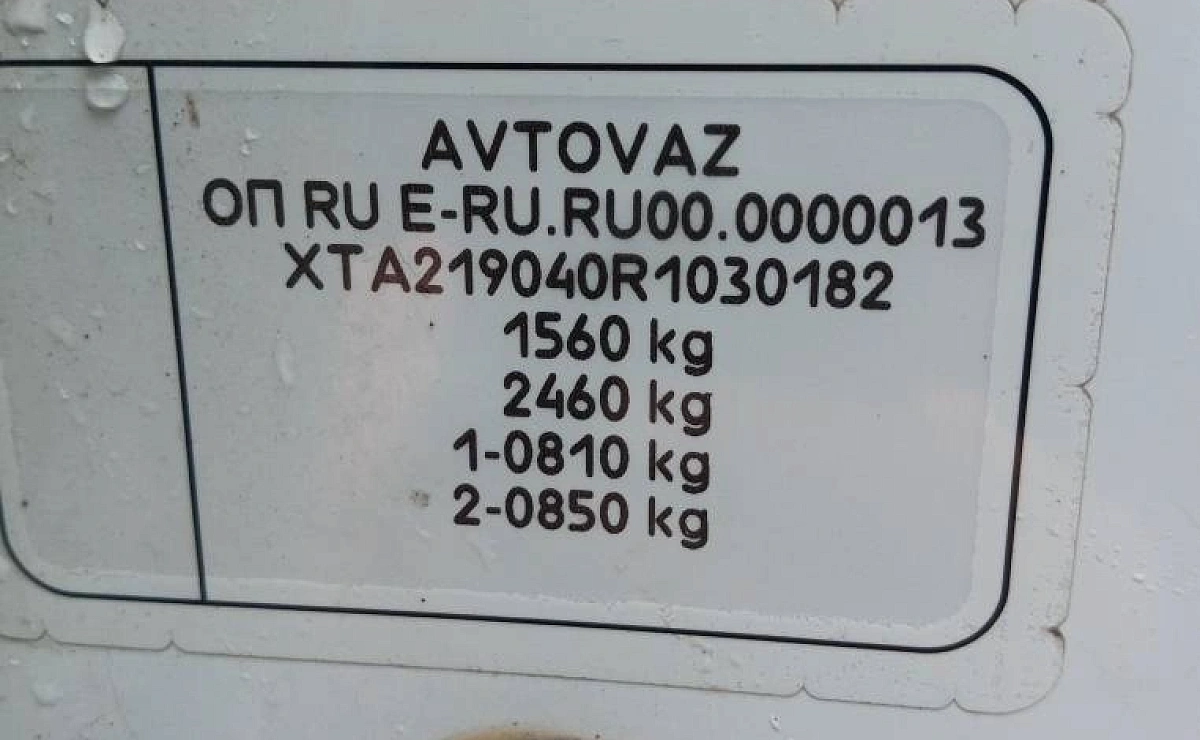 AVTOVAZ
ОП RU E-RU.RU00.0000013
XTA219040R1030182
1560 kg
2460 kg
1-0810 kg
2-0850 kg